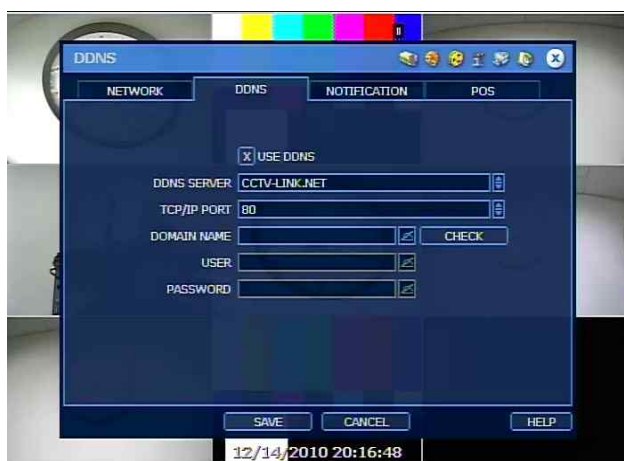 DDNS
NETWORK DDNS NOTIFICATION POS
X USE DDNS
DDNS SERVER CCTV-LINK.NET
TCP/IP PORT 80
DOMAIN NAME CHECK
USER
PASSWORD
SAVE CANCEL HELP
12/14/2010 20:16:48